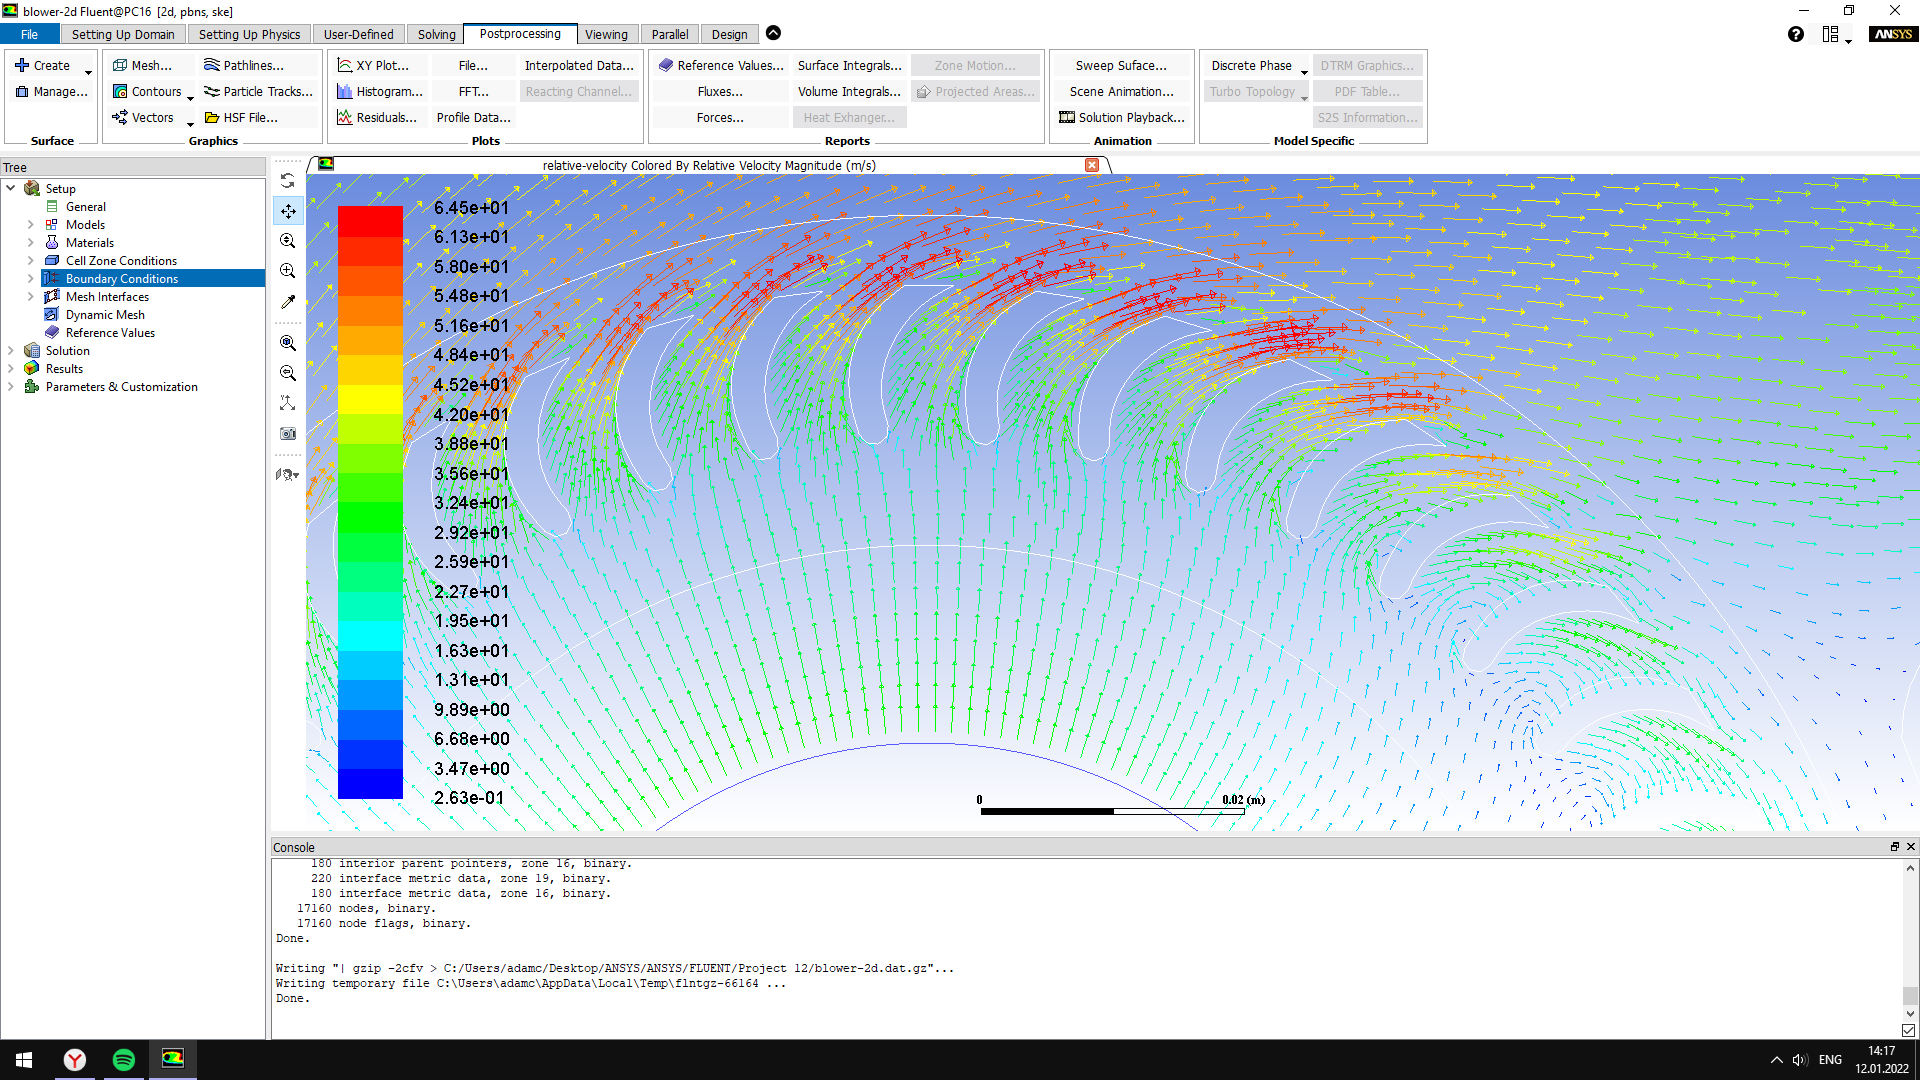 blower-2d Fluent@PC16 [2d, pbns, ske]
File Setting Up Domain Setting Up Physics User-Defined Solving Postprocessing Viewing Parallel Design
ANSYS
Create
Manage...
Surface
Mesh... Pathlines...
Contours Particle Tracks...
Vectors HSF File...
Graphics
XY Plot... File... Interpolated Data...
Histogram... FFT... Reacting Channel...
Residuals... Profile Data...
Plots
Reference Values... Surface Integrals... Zone Motion...
Fluxes... Volume Integrals... Projected Areas...
Forces... Heat Exhanger...
Reports
Sweep Suface...
Scene Animation...
Solution Playback...
Animation
Discrete Phase DTRM Graphics...
Turbo Topology PDF Table...
S2S Information...
Model Specific
Tree
Setup
General
Models
Materials
Cell Zone Conditions
Boundary Conditions
Mesh Interfaces
Dynamic Mesh
Reference Values
Solution
Results
Parameters & Customization
relative-velocity Colored By Relative Velocity Magnitude (m/s)
6.45e+01
6.13e+01
5.80e+01
5.48e+01
5.16e+01
4.84e+01
4.52e+01
4.20e+01
3.88e+01
3.56e+01
3.24e+01
2.92e+01
2.59e+01
2.27e+01
1.95e+01
1.63e+01
1.31e+01
9.89e+00
6.68e+00
3.47e+00
2.63e-01
0 0.02 (m)
Console
180 interior parent pointers, zone 16, binary.
220 interface metric data, zone 19, binary.
180 interface metric data, zone 16, binary.
17160 nodes, binary.
17160 node flags, binary.
Done.
Writing "| gzip -2cfv > C:/Users/adamc/Desktop/ANSYS/ANSYS/FLUENT/Project 12/blower-2d.dat.gz"...
Writing temporary file C:\Users\adamc\AppData\Local\Temp\flntgz-66164 ...
Done.
ENG
14:17
12.01.2022